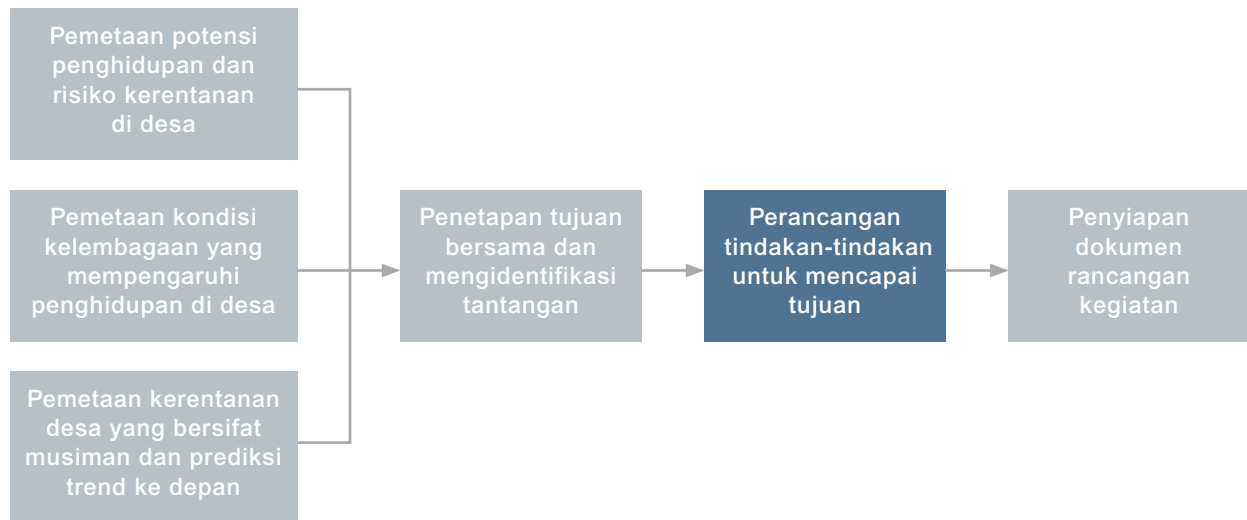 Pemetaan potensi
penghidupan dan
risiko kerentanan
di desa
Pemetaan kondisi
kelembagaan yang
mempengaruhi
penghidupan di desa
Pemetaan kerentanan
desa yang bersifat
musiman dan prediksi
trend ke depan
Penetapan tujuan
bersama dan
mengidentifikasi
tantangan
Perancangan
tindakan-tindakan
untuk mencapai
tujuan
Penyiapan
dokumen
rancangan
kegiatan